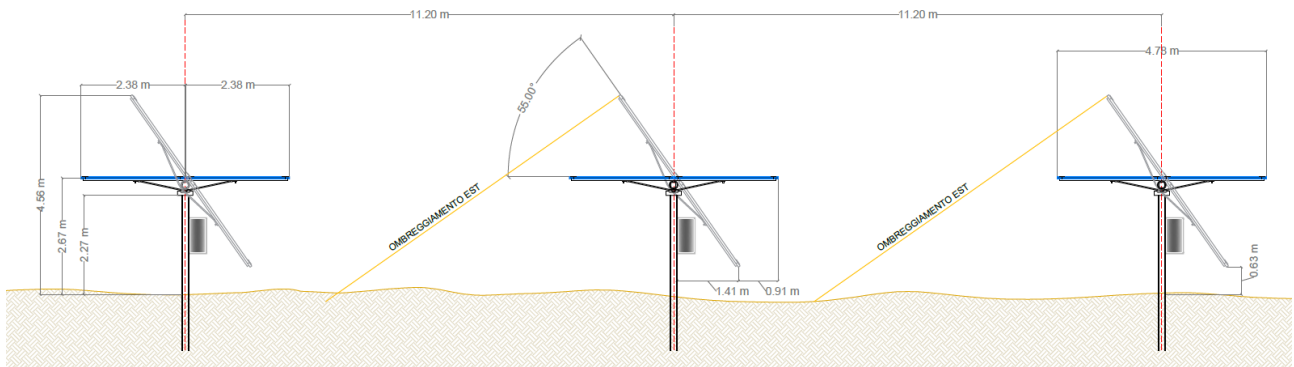 11.20 m
11.20 m
4.78 m
2.38 m
2.38 m
55.00°
4.56 m
2.67 m
2.27 m
OMBREGGIAMENTO EST
OMBREGGIAMENTO EST
0.63 m
1.41 m
0.91 m